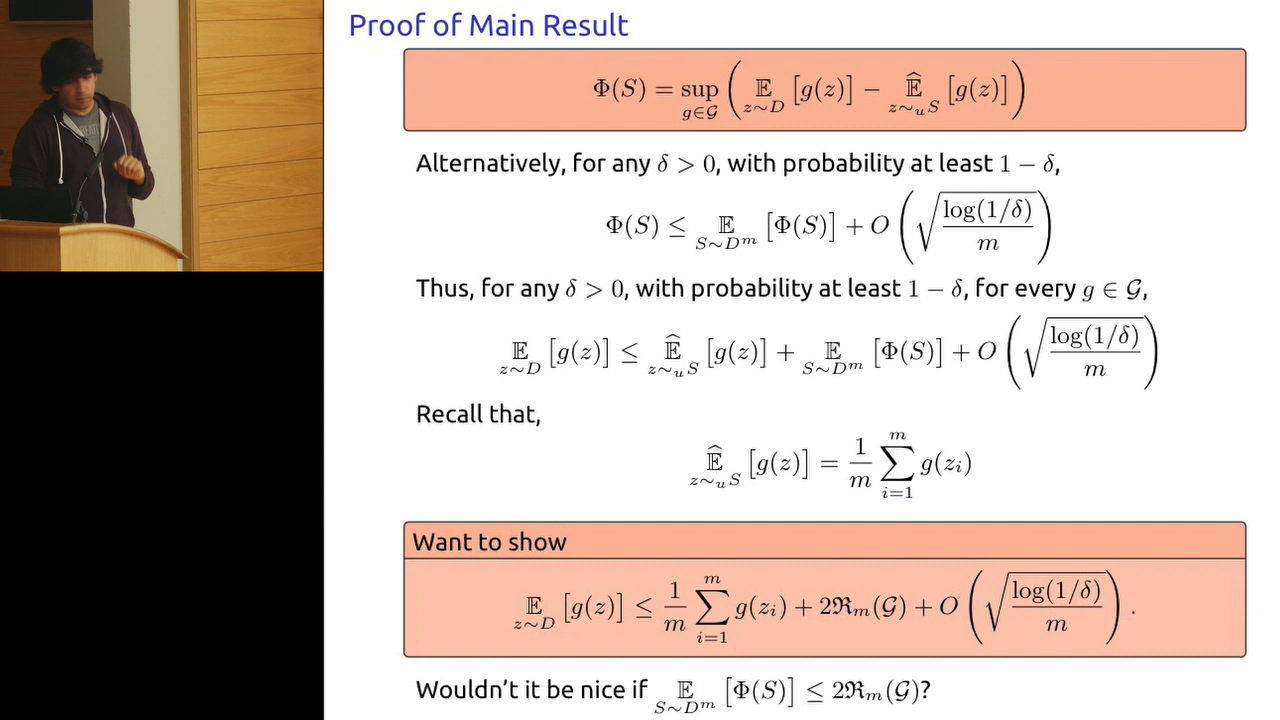 Proof of Main Result
Φ(S) = sup_{g∈𝒢} ( 𝔼_{z∼D} [g(z)] − 𝔼̂_{z∼_u S} [g(z)] )
Alternatively, for any δ > 0, with probability at least 1 − δ,
Φ(S) ≤ 𝔼_{S∼D^m} [Φ(S)] + O ( √( log(1/δ) / m ) )
Thus, for any δ > 0, with probability at least 1 − δ, for every g ∈ 𝒢,
𝔼_{z∼D} [g(z)] ≤ 𝔼̂_{z∼_u S} [g(z)] + 𝔼_{S∼D^m} [Φ(S)] + O ( √( log(1/δ) / m ) )
Recall that,
𝔼̂_{z∼_u S} [g(z)] = 1/m ∑_{i=1}^{m} g(z_i)
Want to show
𝔼_{z∼D} [g(z)] ≤ 1/m ∑_{i=1}^{m} g(z_i) + 2ℜ_m(𝒢) + O ( √( log(1/δ) / m ) ) .
Wouldn't it be nice if 𝔼_{S∼D^m} [Φ(S)] ≤ 2ℜ_m(𝒢)?